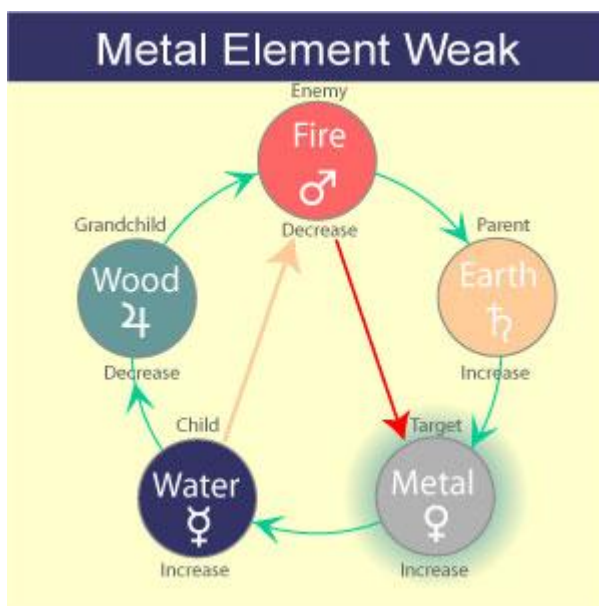 Metal Element Weak
Enemy
Fire
♂
Decrease
Grandchild
Wood
♃
Decrease
Parent
Earth
♄
Increase
Child
Water
☿
Increase
Target
Metal
♀
Increase